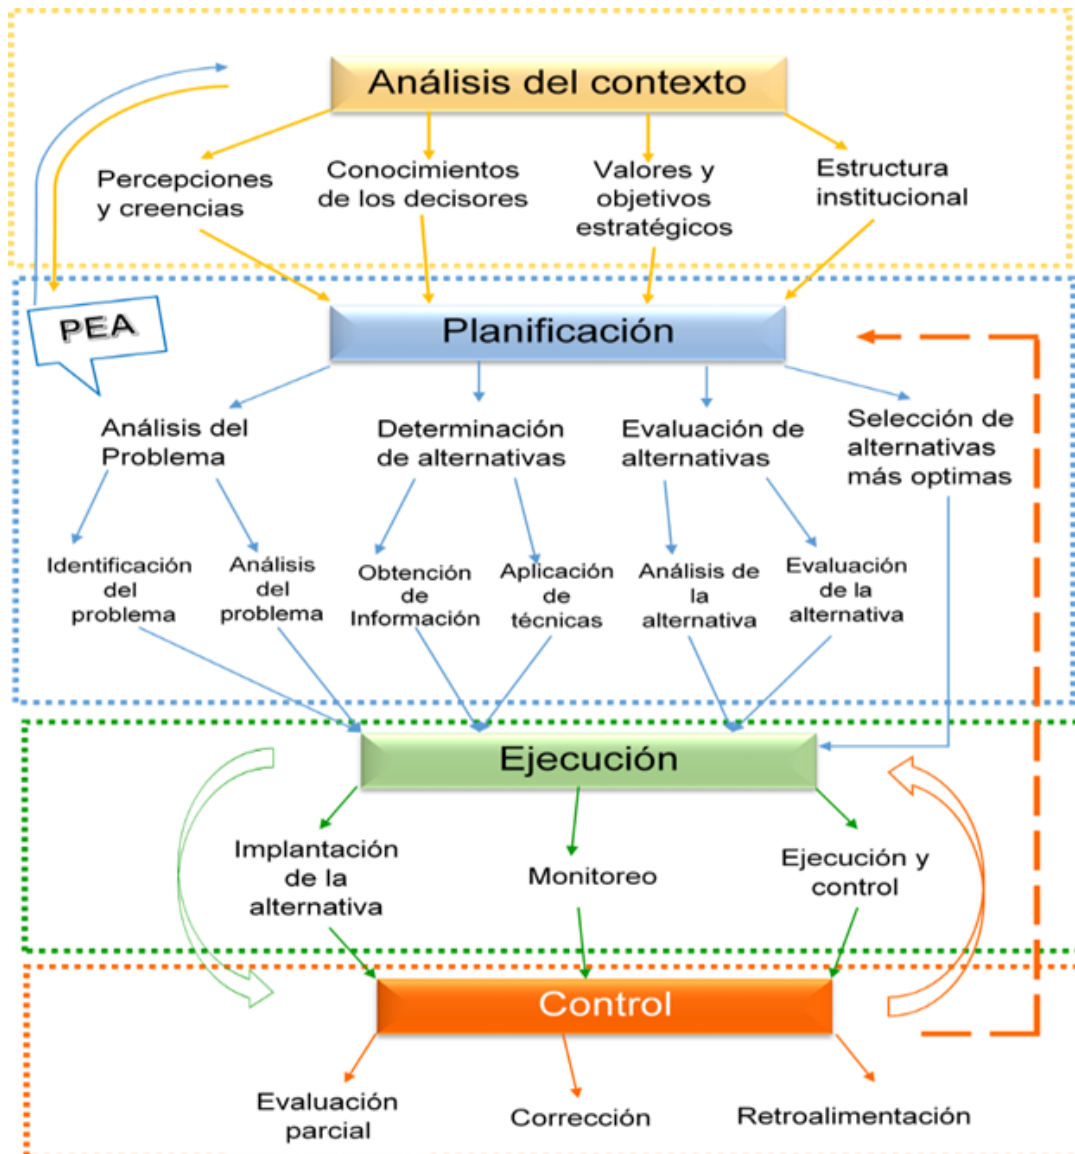 Análisis del contexto
Percepciones
y creencias
Conocimientos
de los decisores
Valores y
objetivos
estratégicos
Estructura
institucional
PEA
Planificación
Análisis del
Problema
Determinación
de alternativas
Evaluación de
alternativas
Selección de
alternativas
más optimas
Identificación
del
problema
Análisis
del
problema
Obtención
de
Información
Aplicación
de
técnicas
Análisis de
la
alternativa
Evaluación
de la
alternativa
Ejecución
Implantación
de la
alternativa
Monitoreo
Ejecución y
control
Control
Evaluación
parcial
Corrección
Retroalimentación